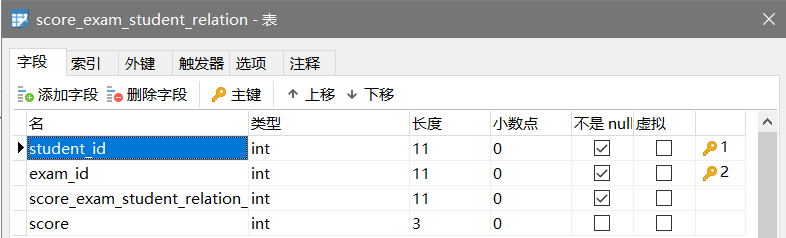 score_exam_student_relation - 表
字段 索引 外键 触发器 选项 注释
添加字段 删除字段 主键 上移 下移
名 类型 长度 小数点 不是 null 虚拟
student_id int 11 0 1
exam_id int 11 0 2
score_exam_student_relation_ int 11 0
score int 3 0